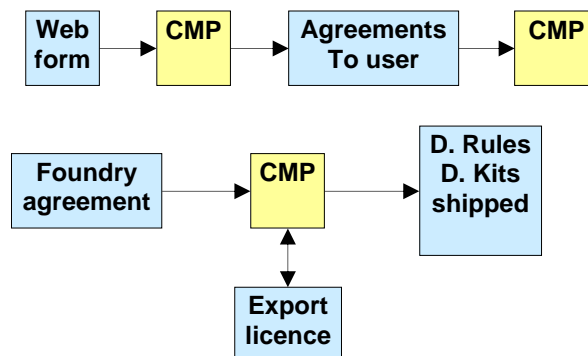 Web
form
CMP
Agreements
To user
CMP
Foundry
agreement
CMP
D. Rules
D. Kits
shipped
Export
licence